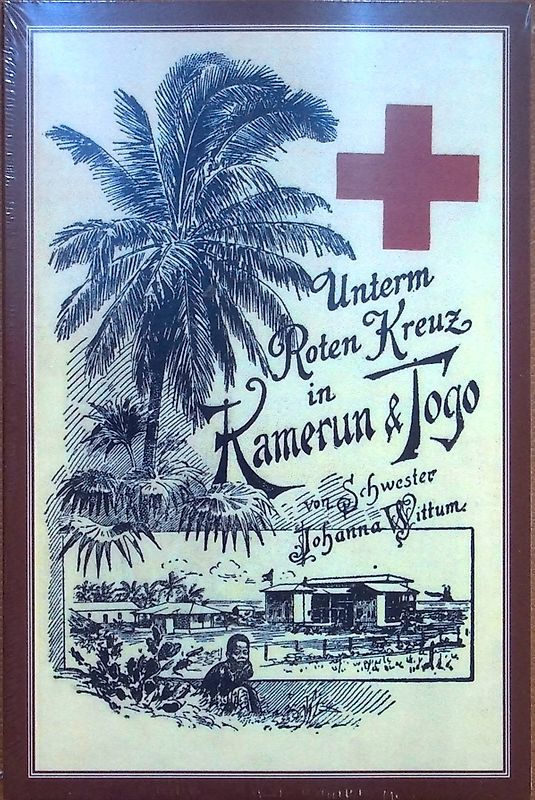 Unterm
Roten Kreuz
in
Kamerun & Togo
von Schwester
Johanna Wittum.